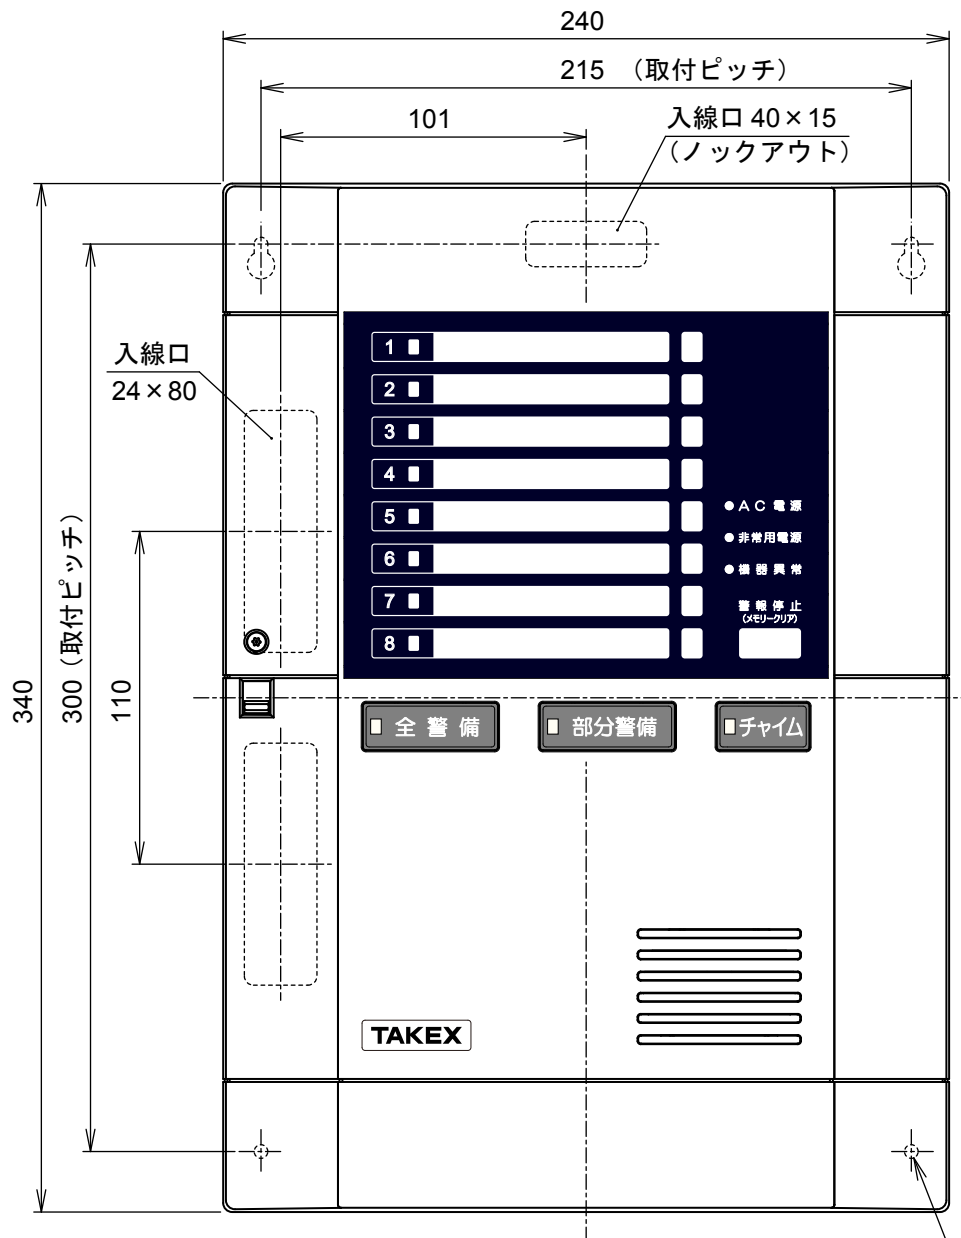 240
215 (取付ピッチ)
101
入線口 40×15
(ノックアウト)
入線口
24×80
300 (取付ピッチ)
340
110
1
2
3
4
5
6
7
8
AC電源
非常用電源
機器異常
警報停止
(メモリークリア)
全警備
部分警備
チャイム
TAKEX